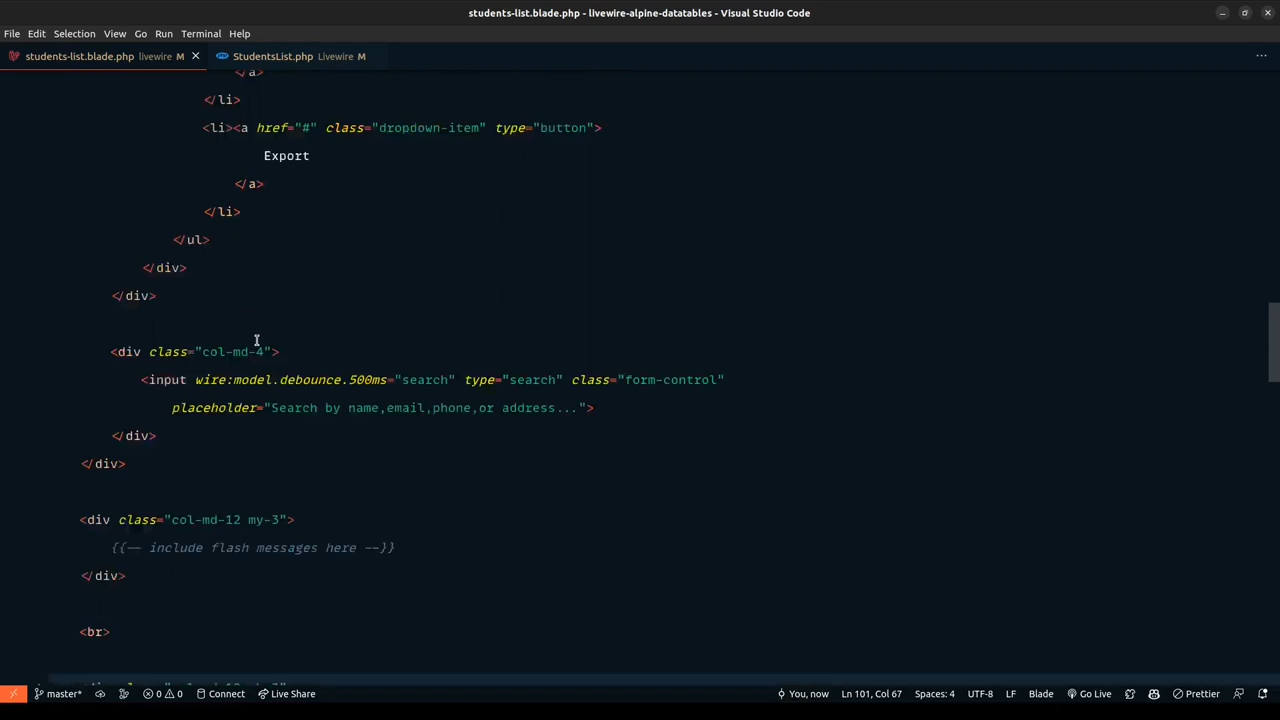 students-list.blade.php - livewire-alpine-datatables - Visual Studio Code
File Edit Selection View Go Run Terminal Help
students-list.blade.php livewire M StudentsList.php Livewire M
</a>
</li>
<li><a href="#" class="dropdown-item" type="button">
Export
</a>
</li>
</ul>
</div>
</div>
<div class="col-md-4">
<input wire:model.debounce.500ms="search" type="search" class="form-control"
placeholder="Search by name,email,phone,or address...">
</div>
</div>
<div class="col-md-12 my-3">
{{-- include flash messages here --}}
</div>
<br>
master* 0 0 Connect Live Share You, now Ln 101, Col 67 Spaces: 4 UTF-8 LF Blade Go Live Prettier